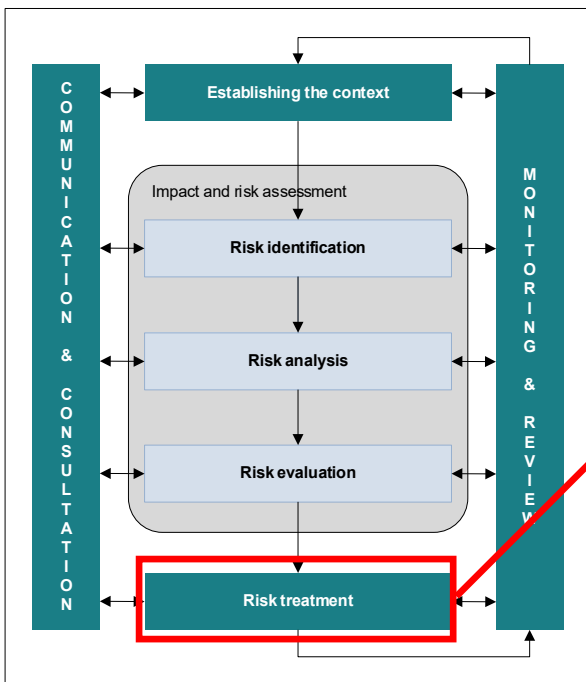 Establishing the context
COMMUNICATION & CONSULTATION
MONITORING & REVIEW
Impact and risk assessment
Risk identification
Risk analysis
Risk evaluation
Risk treatment